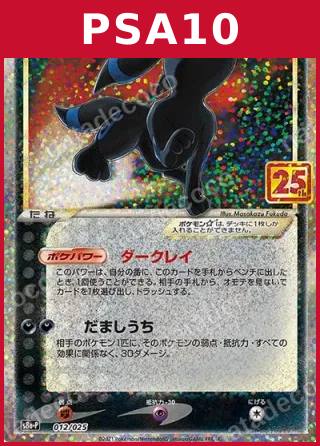 PSA10
25th
Illus. Masakazu Fukuda
たね
ポケモン☆は、デッキに1枚しか
入れることができません。
ポケパワー ダークレイ
このパワーは、自分の番に、このカードを手札からベンチに出した
とき、1回使うことができる。相手の手札から、オモテを見ないで
カードを1枚選び出し、トラッシュする。
だましうち
相手のポケモン1匹に、そのポケモンの弱点・抵抗力・すべての
効果に関係なく、30ダメージ。
弱点 抵抗力-30 にげる
s8a-P 012/025